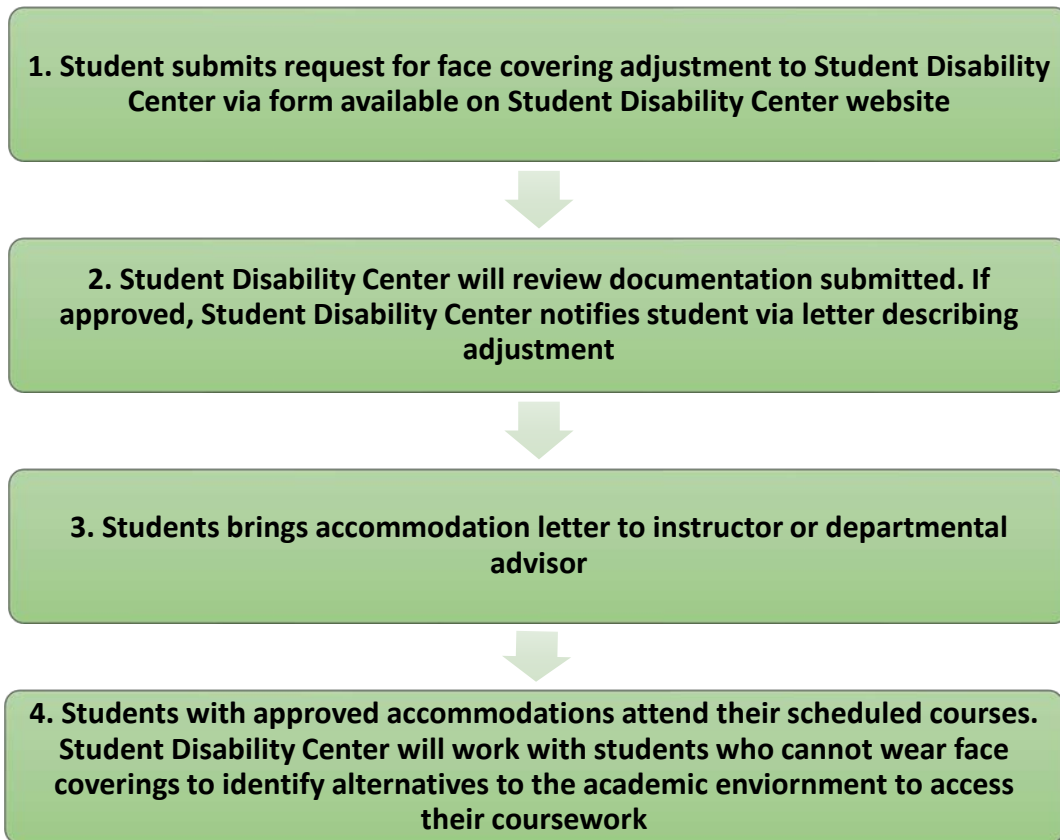 1. Student submits request for face covering adjustment to Student Disability
Center via form available on Student Disability Center website
2. Student Disability Center will review documentation submitted. If
approved, Student Disability Center notifies student via letter describing
adjustment
3. Students brings accommodation letter to instructor or departmental
advisor
4. Students with approved accommodations attend their scheduled courses.
Student Disability Center will work with students who cannot wear face
coverings to identify alternatives to the academic enviornment to access
their coursework